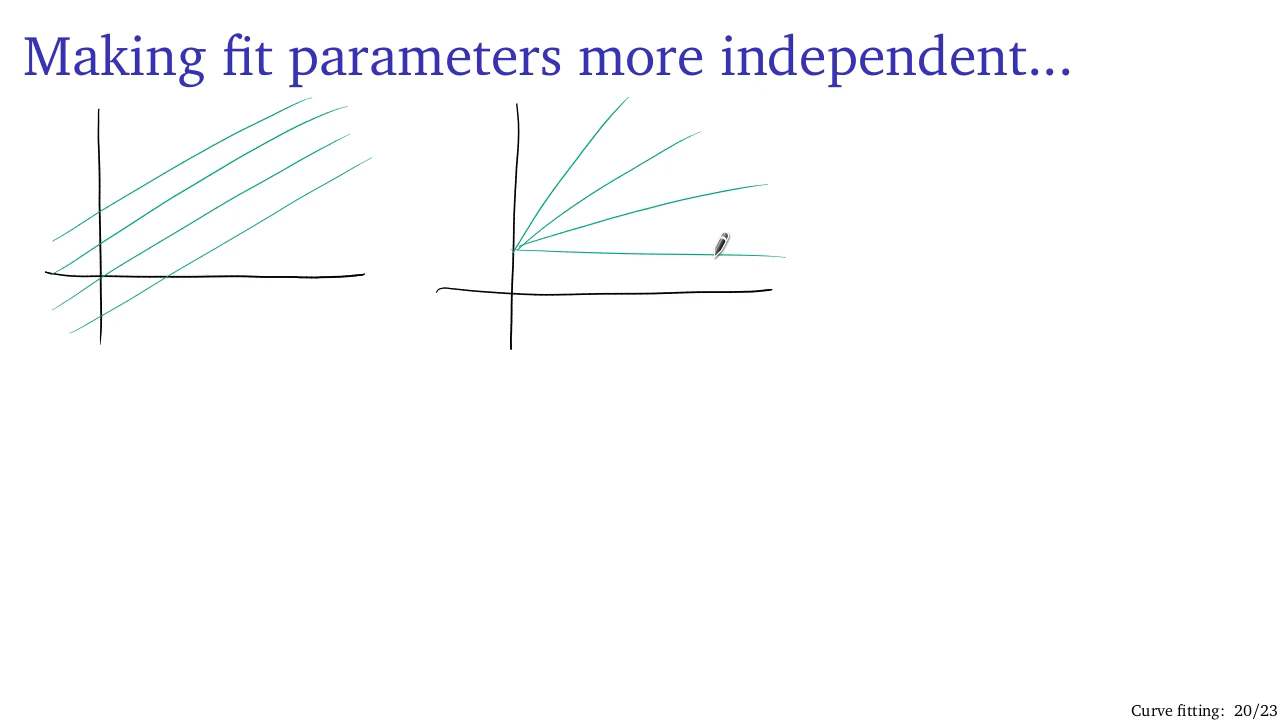 Making fit parameters more independent...
Curve fitting: 20/23